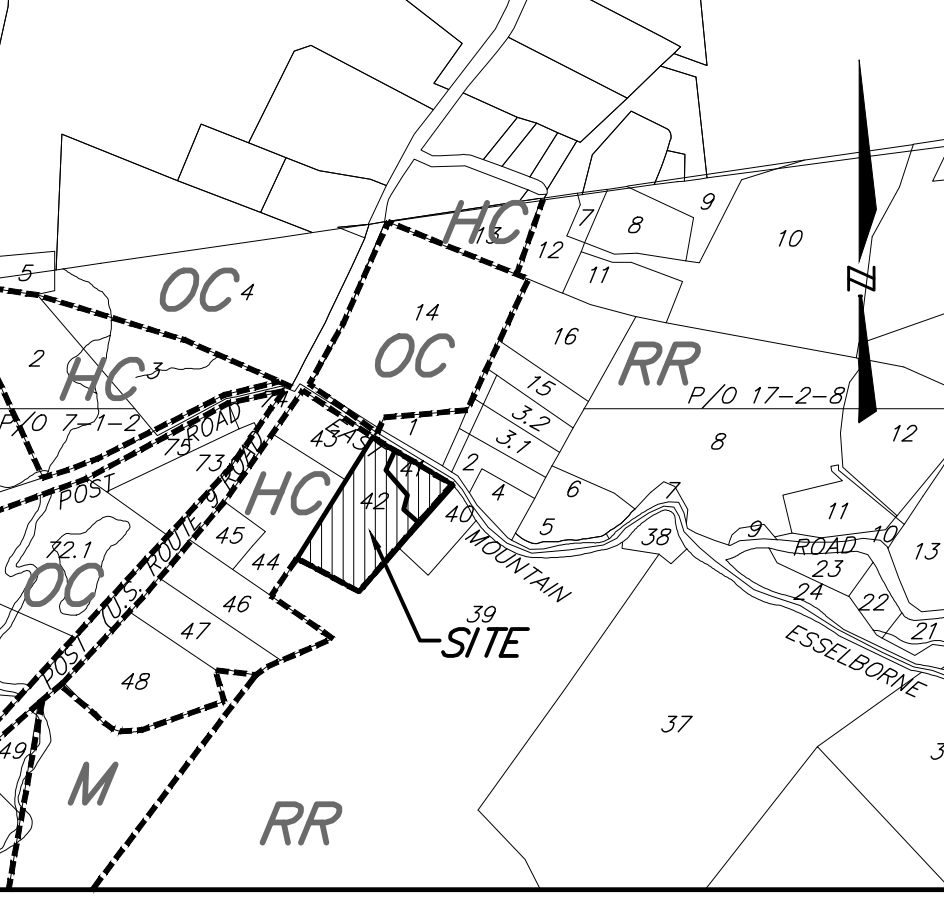 HC
13
7
8
9
10
12
11
5
OC
4
14
16
OC
RR
2
HC
3
15
P/O 17-2-8
3.2
P/O 7-1-2
ROAD
75
43
EAST
1
3.1
8
12
73
ROAD
9
41
2
POST
HC
42
4
6
7
11
40
5
38
9
10
45
ROUTE
MOUNTAIN
ROAD
13
72.1
44
23
OC
24
22
(U.S.
46
39
21
47
SITE
POST
ESSELBORNE
48
37
49
M
RR